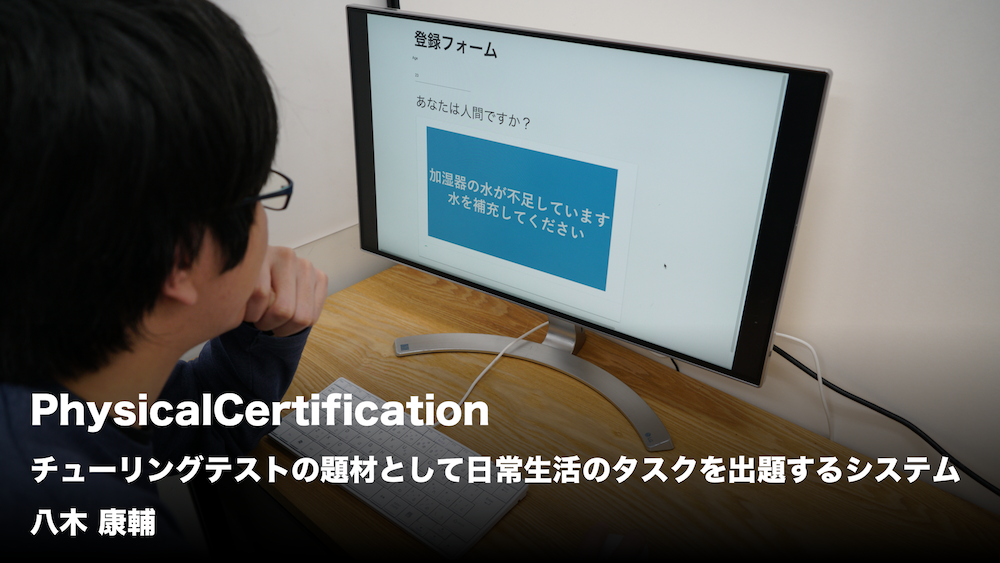 登録フォーム
あなたは人間ですか？
加湿器の水が不足しています
水を補充してください
PhysicalCertification
チューリングテストの題材として日常生活のタスクを出題するシステム
八木 康輔